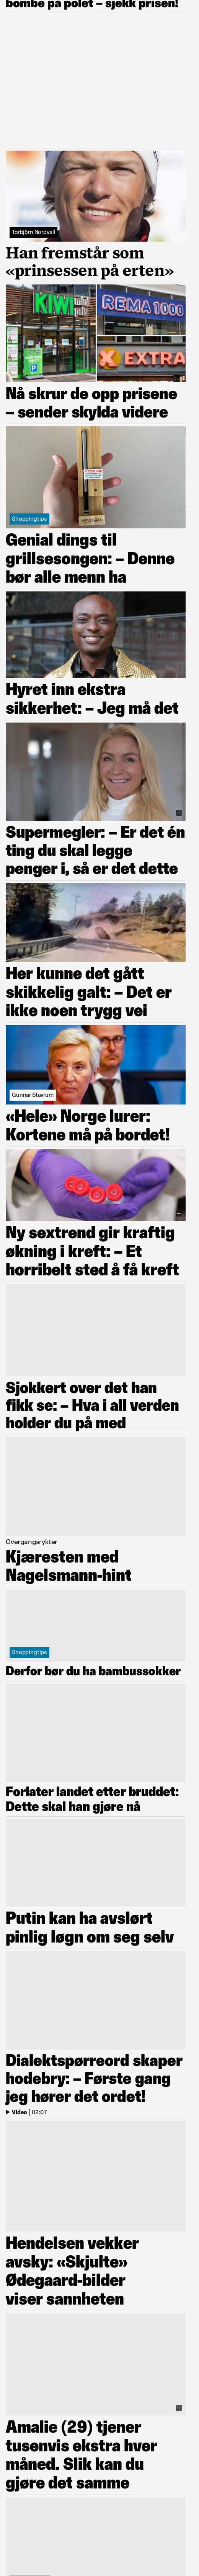 bombe på polet – sjekk prisen!
Torbjörn Nordvall
Han fremstår som
«prinsessen på erten»
KIWI
REMA 1000
X EXTRA
P
Nå skrur de opp prisene
– sender skylda videre
MEATER+
Shoppingtips
Genial dings til
grillsesongen: – Denne
bør alle menn ha
Hyret inn ekstra
sikkerhet: – Jeg må det
Supermegler: – Er det én
ting du skal legge
penger i, så er det dette
Her kunne det gått
skikkelig galt: – Det er
ikke noen trygg vei
Gunnar Stavrum
«Hele» Norge lurer:
Kortene må på bordet!
Ny sextrend gir kraftig
økning i kreft: – Et
horribelt sted å få kreft
Sjokkert over det han
fikk se: – Hva i all verden
holder du på med
Overgangsrykter
Kjæresten med
Nagelsmann-hint
Shoppingtips
Derfor bør du ha bambussokker
Forlater landet etter bruddet:
Dette skal han gjøre nå
Putin kan ha avslørt
pinlig løgn om seg selv
Dialektspørreord skaper
hodebry: – Første gang
jeg hører det ordet!
Video | 02:07
Hendelsen vekker
avsky: «Skjulte»
Ødegaard-bilder
viser sannheten
Amalie (29) tjener
tusenvis ekstra hver
måned. Slik kan du
gjøre det samme